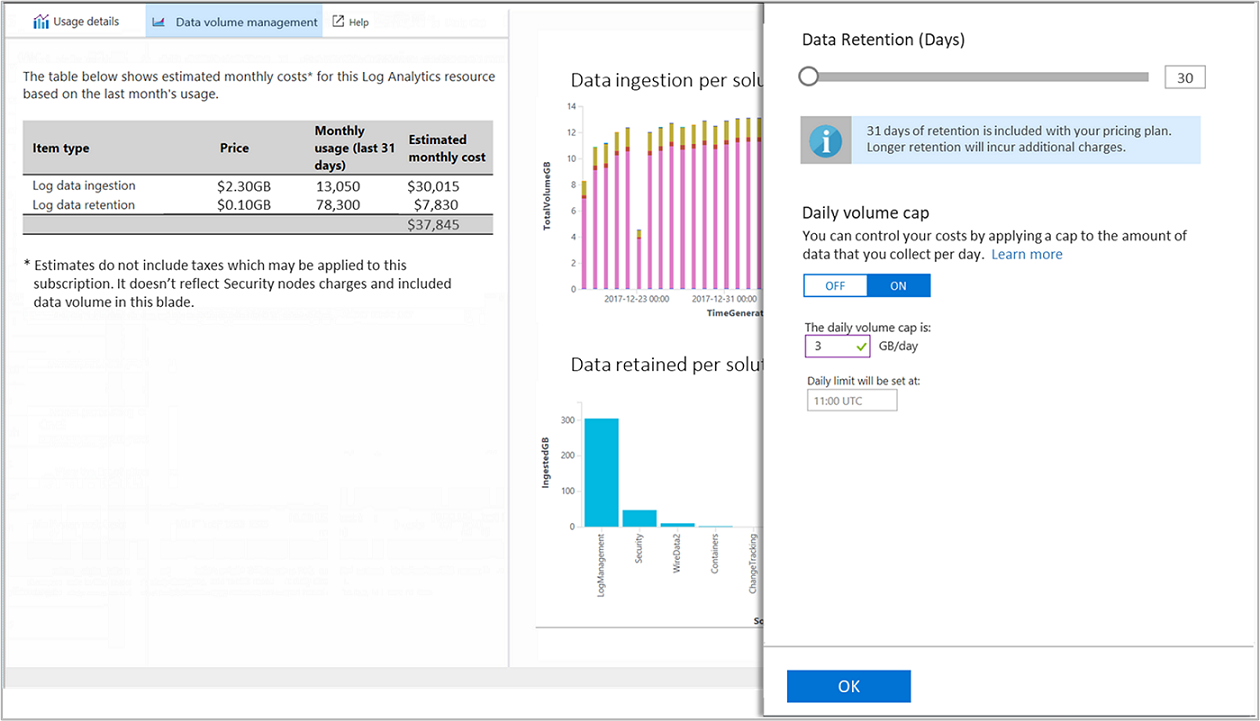 Usage details
Data volume management
Help
The table below shows estimated monthly costs* for this Log Analytics resource
based on the last month's usage.
Item type
Price
Monthly
usage (last 31
days)
Estimated
monthly cost
Log data ingestion
$2.30GB
13,050
$30,015
Log data retention
$0.10GB
78,300
$7,830
$37,845
* Estimates do not include taxes which may be applied to this
subscription. It doesn't reflect Security nodes charges and included
data volume in this blade.
Data ingestion per solu
TotalVolumeGB
14
12
10
8
6
4
2
0
2017-12-23 00:00
2017-12-31 00:00
TimeGenerat
Data retained per solut
IngestedGB
300
200
100
0
LogManagement
Security
WireData2
Containers
ChangeTracking
So
Data Retention (Days)
30
i
31 days of retention is included with your pricing plan.
Longer retention will incur additional charges.
Daily volume cap
You can control your costs by applying a cap to the amount of
data that you collect per day. Learn more
OFF
ON
The daily volume cap is:
3
GB/day
Daily limit will be set at:
11:00 UTC
OK